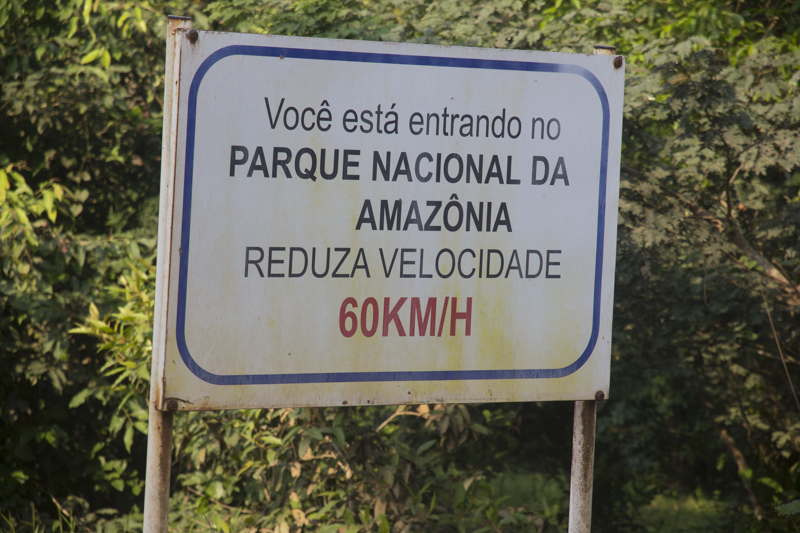 Você está entrando no
PARQUE NACIONAL DA
AMAZÔNIA
REDUZA VELOCIDADE
60KM/H